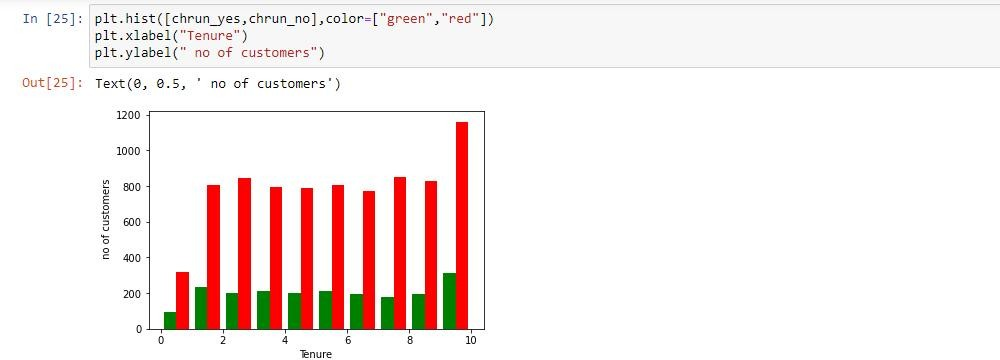 In [25]: plt.hist([chrun_yes,chrun_no],color=["green","red"])
plt.xlabel("Tenure")
plt.ylabel(" no of customers")
Out[25]: Text(0, 0.5, ' no of customers')
1200
1000
800
600
400
200
0
no of customers
0 2 4 6 8 10
Tenure